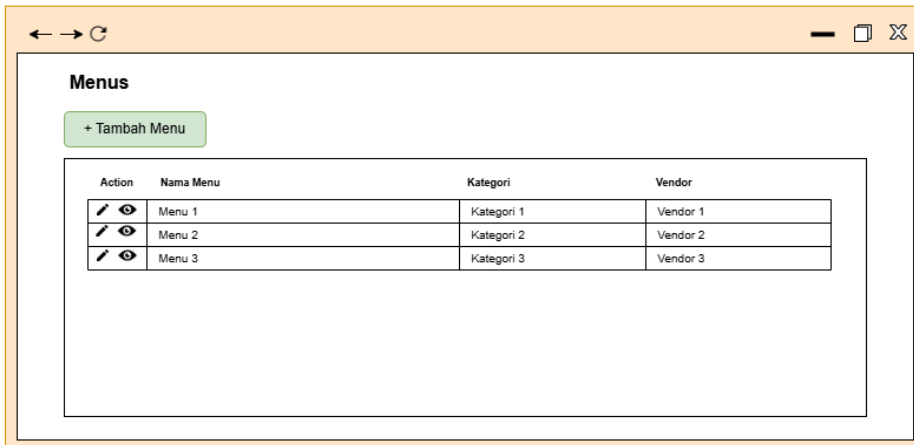 Menus
+ Tambah Menu
Action Nama Menu Kategori Vendor
Menu 1 Kategori 1 Vendor 1
Menu 2 Kategori 2 Vendor 2
Menu 3 Kategori 3 Vendor 3